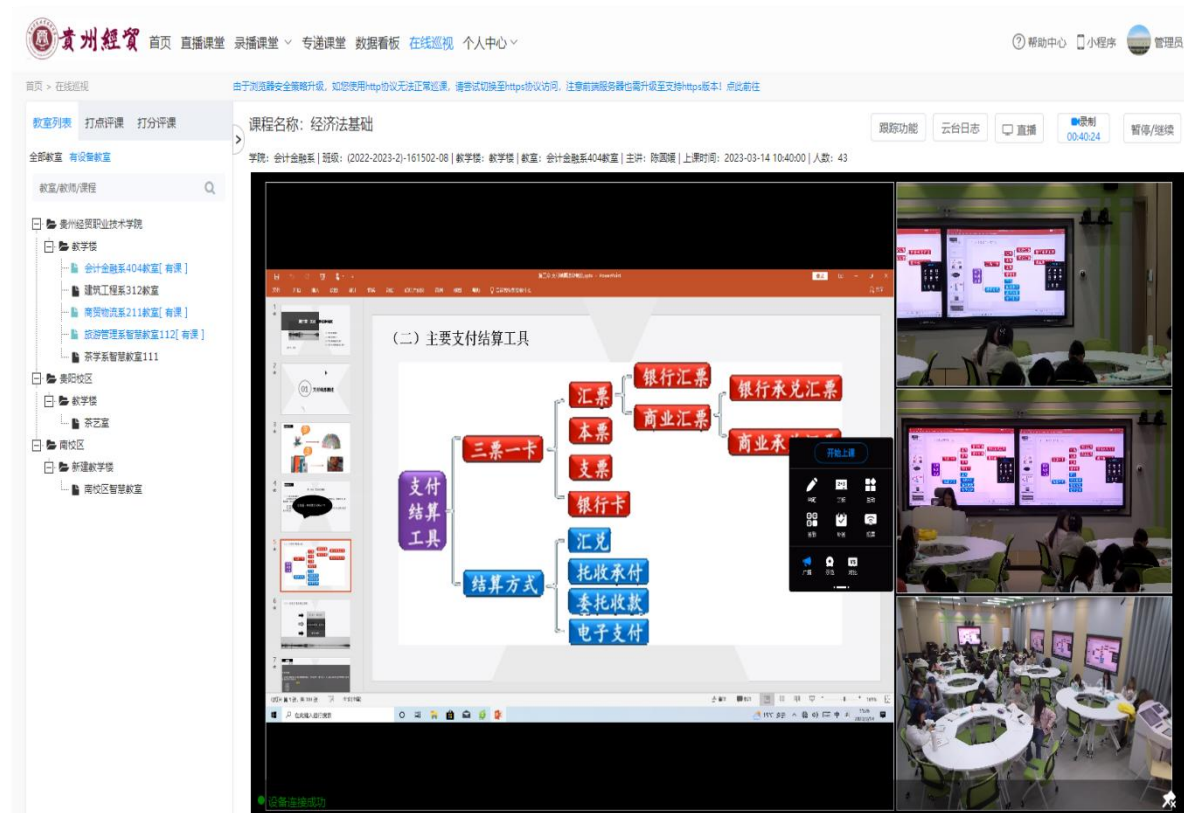 貴州經貿 首页 直播课堂 录播课堂 专递课堂 数据看板 在线巡视 个人中心
帮助中心 小程序 管理员
首页 > 在线巡视
由于浏览器安全策略升级，如您使用http协议无法正常巡课，请尝试切换至https协议访问，注意前端服务器也需升级至支持https版本！点此前往
教室列表 打点评课 打分评课
全部教室 有设备教室
教室/教师/课程
贵州经贸职业技术学院
教学楼
会计金融系404教室[ 有课 ]
建筑工程系312教室
商贸物流系211教室[ 有课 ]
旅游管理系智慧教室112[ 有课 ]
茶学系智慧教室111
贵阳校区
教学楼
茶艺室
南校区
新建教学楼
南校区智慧教室
课程名称：经济法基础
跟踪功能 云台日志 直播 录制 00:40:24 暂停/继续
学院：会计金融系 | 班级：(2022-2023-2)-161502-08 | 教学楼：教学楼 | 教室：会计金融系404教室 | 主讲：陈圆媛 | 上课时间：2023-03-14 10:40:00 | 人数：43
（二）主要支付结算工具
支付结算工具
三票一卡
汇票
银行汇票
银行承兑汇票
商业汇票
本票
支票
银行卡
结算方式
汇兑
托收承付
委托收款
电子支付
开始上课
设备连接成功